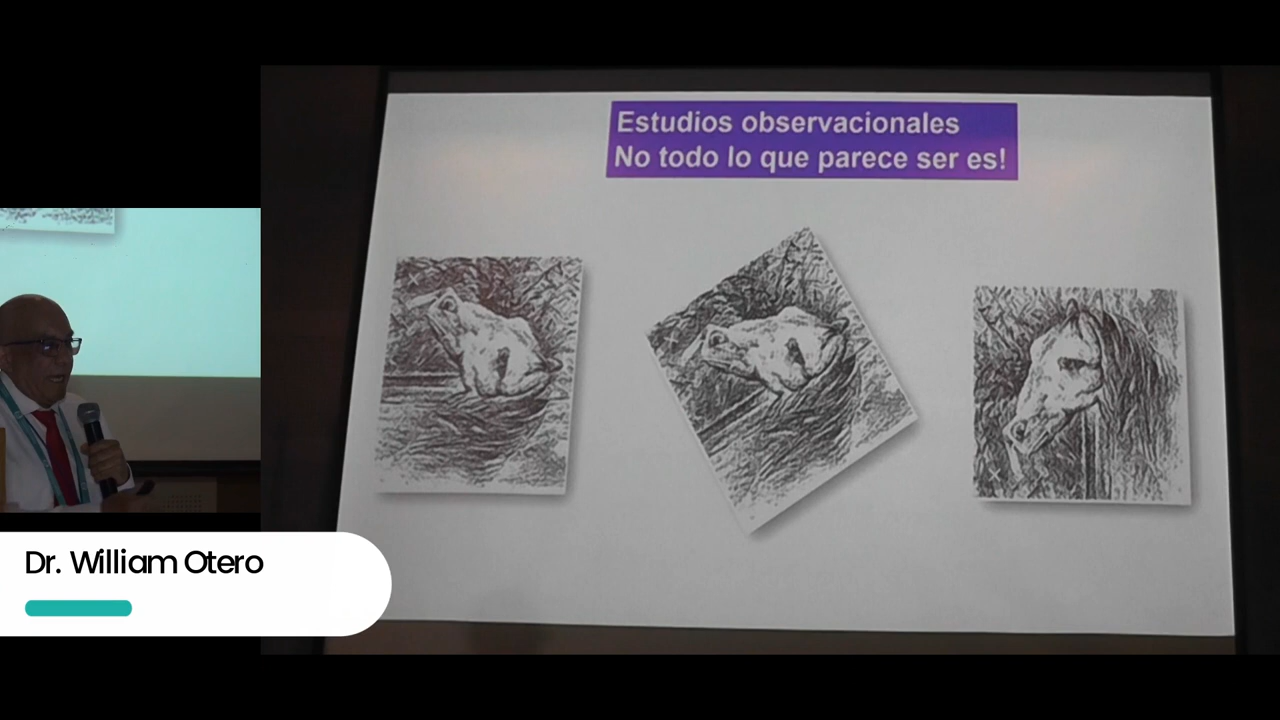 Estudios observacionales
No todo lo que parece ser es!
Dr. William Otero